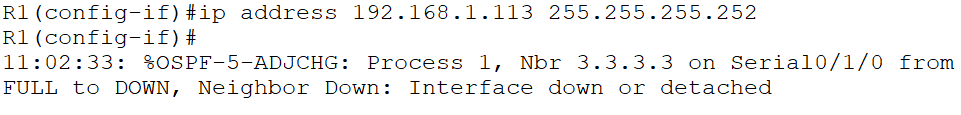 R1(config-if)#ip address 192.168.1.113 255.255.255.252
R1(config-if)#
11:02:33: %OSPF-5-ADJCHG: Process 1, Nbr 3.3.3.3 on Serial0/1/0 from
FULL to DOWN, Neighbor Down: Interface down or detached